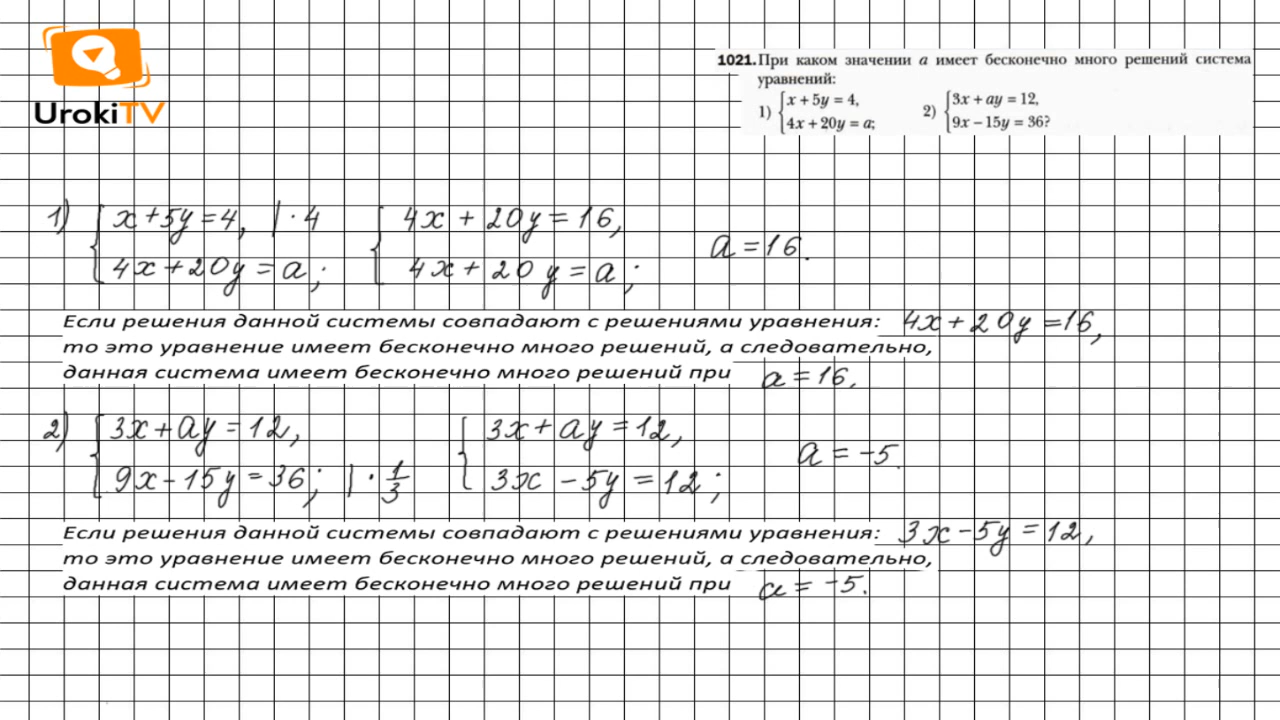 UrokiTV
1021. При каком значении a имеет бесконечно много решений система
уравнений:
1) { x + 5y = 4,
4x + 20y = a;
2) { 3x + ay = 12,
9x – 15y = 36?
1) { x + 5y = 4, | · 4
4x + 20y = a;
{ 4x + 20y = 16,
4x + 20y = a;
a = 16.
Если решения данной системы совпадают с решениями уравнения: 4x + 20y = 16,
то это уравнение имеет бесконечно много решений, а следовательно,
данная система имеет бесконечно много решений при a = 16.
2) { 3x + ay = 12,
9x – 15y = 36; | · 1/3
{ 3x + ay = 12,
3x – 5y = 12;
a = –5.
Если решения данной системы совпадают с решениями уравнения: 3x – 5y = 12,
то это уравнение имеет бесконечно много решений, а следовательно,
данная система имеет бесконечно много решений при a = –5.